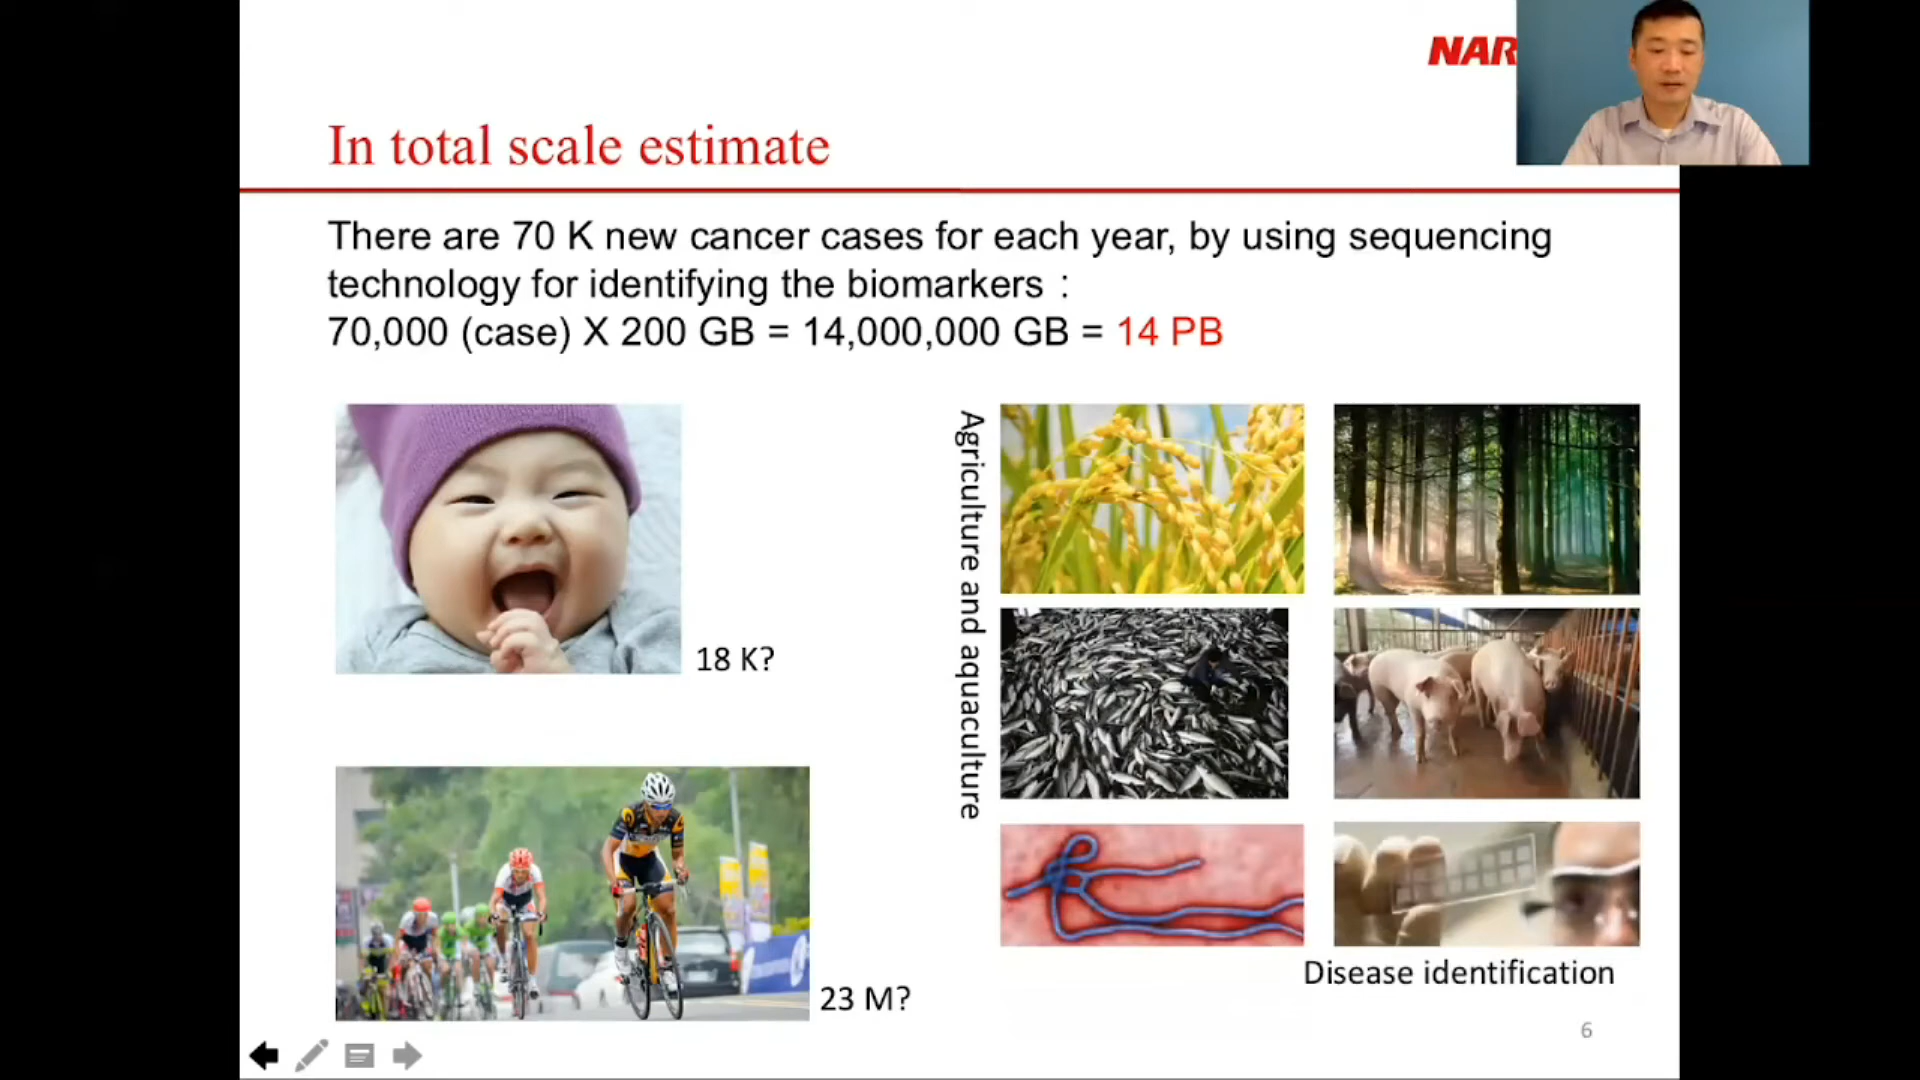 NAR
In total scale estimate
There are 70 K new cancer cases for each year, by using sequencing
technology for identifying the biomarkers：
70,000 (case) X 200 GB = 14,000,000 GB = 14 PB
18 K?
23 M?
Agriculture and aquaculture
Disease identification
6